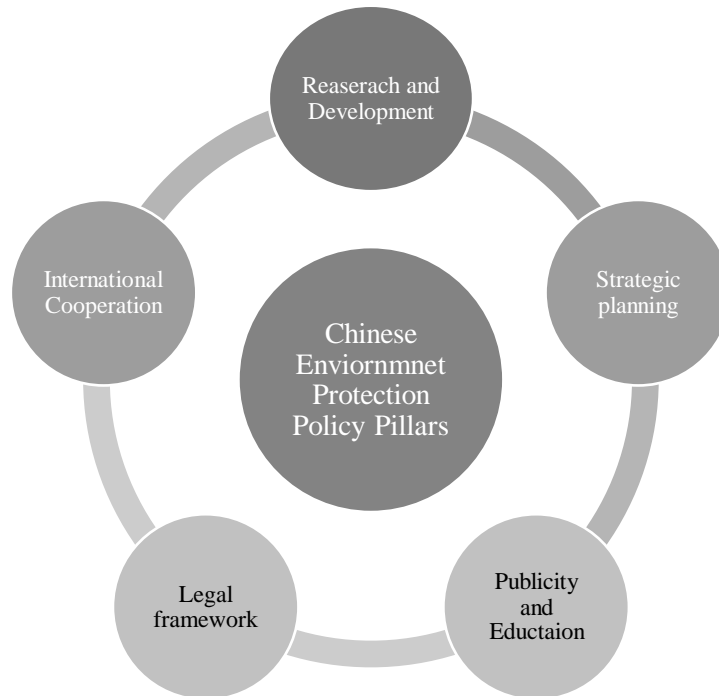 Reaserach and
Development
International
Cooperation
Strategic
planning
Chinese
Enviornmnet
Protection
Policy Pillars
Legal
framework
Publicity
and
Eductaion